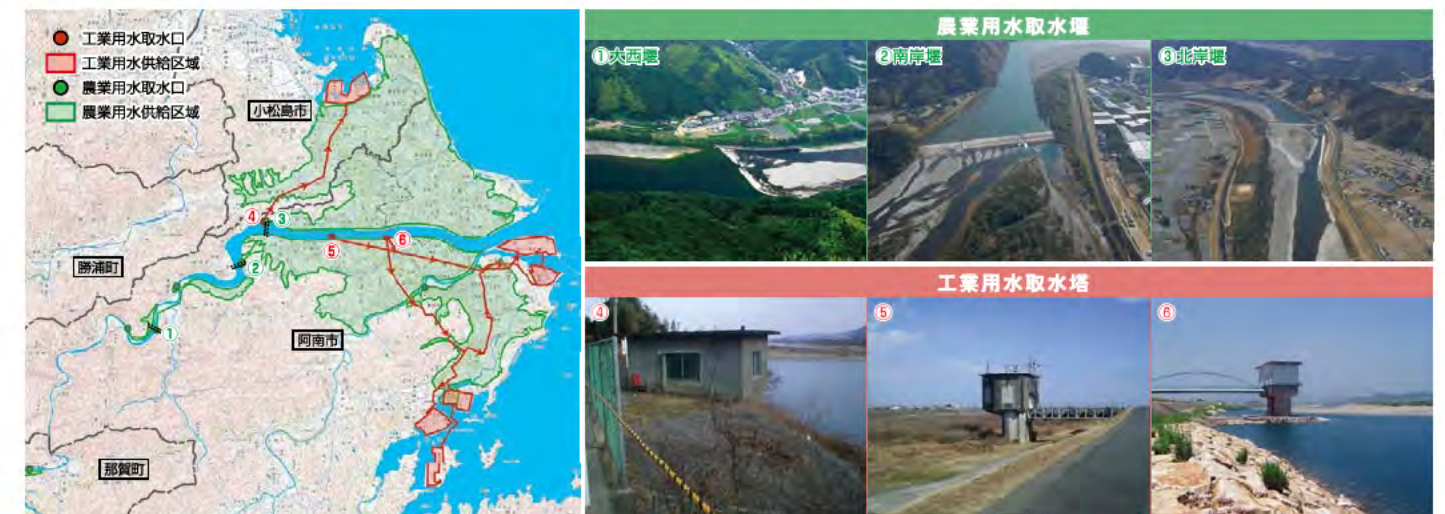 工業用水取水口
工業用水供給区域
農業用水取水口
農業用水供給区域
小松島市
勝浦町
阿南市
那賀町
①
②
③
④
⑤
⑥
農業用水取水堰
①大西堰
②南岸堰
③北岸堰
工業用水取水塔
④
⑤
⑥